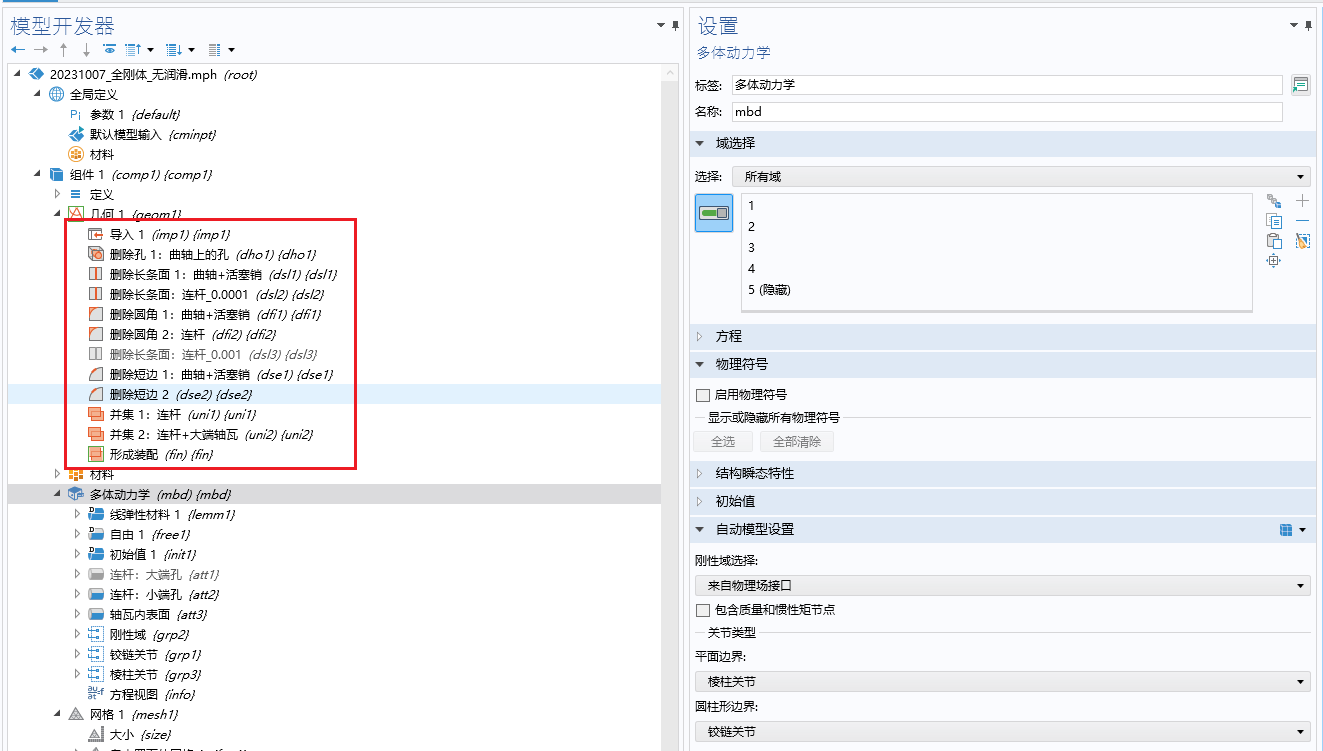 模型开发器
20231007_全刚体_无润滑.mph (root)
全局定义
Pi 参数 1 {default}
默认模型输入 {cminpt}
材料
组件 1 (comp1) {comp1}
定义
几何 1 {geom1}
导入 1 (imp1) {imp1}
删除孔 1：曲轴上的孔 (dho1) {dho1}
删除长条面 1：曲轴+活塞销 (dsl1) {dsl1}
删除长条面：连杆_0.0001 (dsl2) {dsl2}
删除圆角 1：曲轴+活塞销 (dfi1) {dfi1}
删除圆角 2：连杆 (dfi2) {dfi2}
删除长条面：连杆_0.001 (dsl3) {dsl3}
删除短边 1：曲轴+活塞销 (dse1) {dse1}
删除短边 2 (dse2) {dse2}
并集 1：连杆 (uni1) {uni1}
并集 2：连杆+大端轴瓦 (uni2) {uni2}
形成装配 (fin) {fin}
材料
多体动力学 (mbd) {mbd}
线弹性材料 1 {lemm1}
自由 1 {free1}
初始值 1 {init1}
连杆：大端孔 {att1}
连杆：小端孔 {att2}
轴瓦内表面 {att3}
刚性域 {grp2}
铰链关节 {grp1}
棱柱关节 {grp3}
方程视图 {info}
网格 1 {mesh1}
大小 {size}
设置
多体动力学
标签: 多体动力学
名称: mbd
域选择
选择: 所有域
1
2
3
4
5 (隐藏)
方程
物理符号
启用物理符号
显示或隐藏所有物理符号
全选 全部清除
结构瞬态特性
初始值
自动模型设置
刚性域选择:
来自物理场接口
包含质量和惯性矩节点
关节类型
平面边界:
棱柱关节
圆柱形边界:
铰链关节